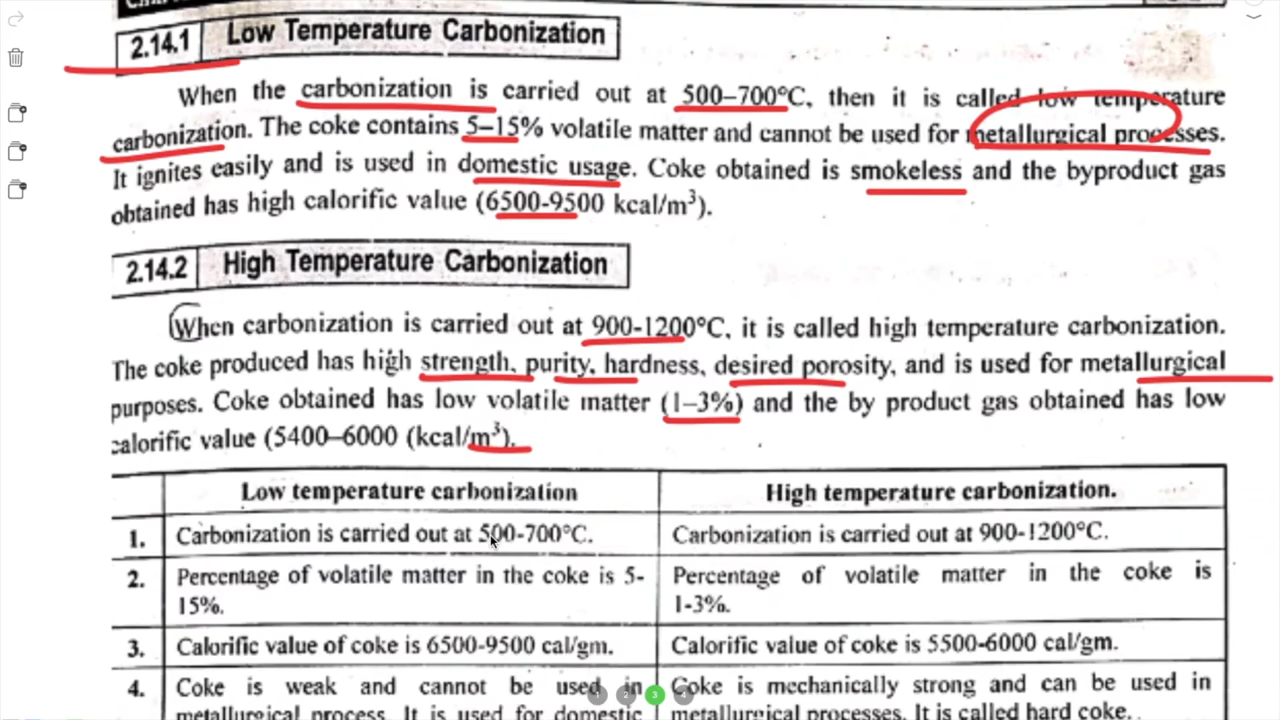 2.14.1 Low Temperature Carbonization
When the carbonization is carried out at 500–700°C, then it is called low temperature
carbonization. The coke contains 5–15% volatile matter and cannot be used for metallurgical processes.
It ignites easily and is used in domestic usage. Coke obtained is smokeless and the byproduct gas
obtained has high calorific value (6500-9500 kcal/m³).
2.14.2 High Temperature Carbonization
When carbonization is carried out at 900-1200°C, it is called high temperature carbonization.
The coke produced has high strength, purity, hardness, desired porosity, and is used for metallurgical
purposes. Coke obtained has low volatile matter (1–3%) and the by product gas obtained has low
calorific value (5400–6000 (kcal/m³).
Low temperature carbonization High temperature carbonization.
1. Carbonization is carried out at 500-700°C. Carbonization is carried out at 900-1200°C.
2. Percentage of volatile matter in the coke is 5- Percentage of volatile matter in the coke is
15%. 1-3%.
3. Calorific value of coke is 6500-9500 cal/gm. Calorific value of coke is 5500-6000 cal/gm.
4. Coke is weak and cannot be used in Coke is mechanically strong and can be used in
metallurgical process. It is used for domestic metallurgical processes. It is called hard coke.
2 3